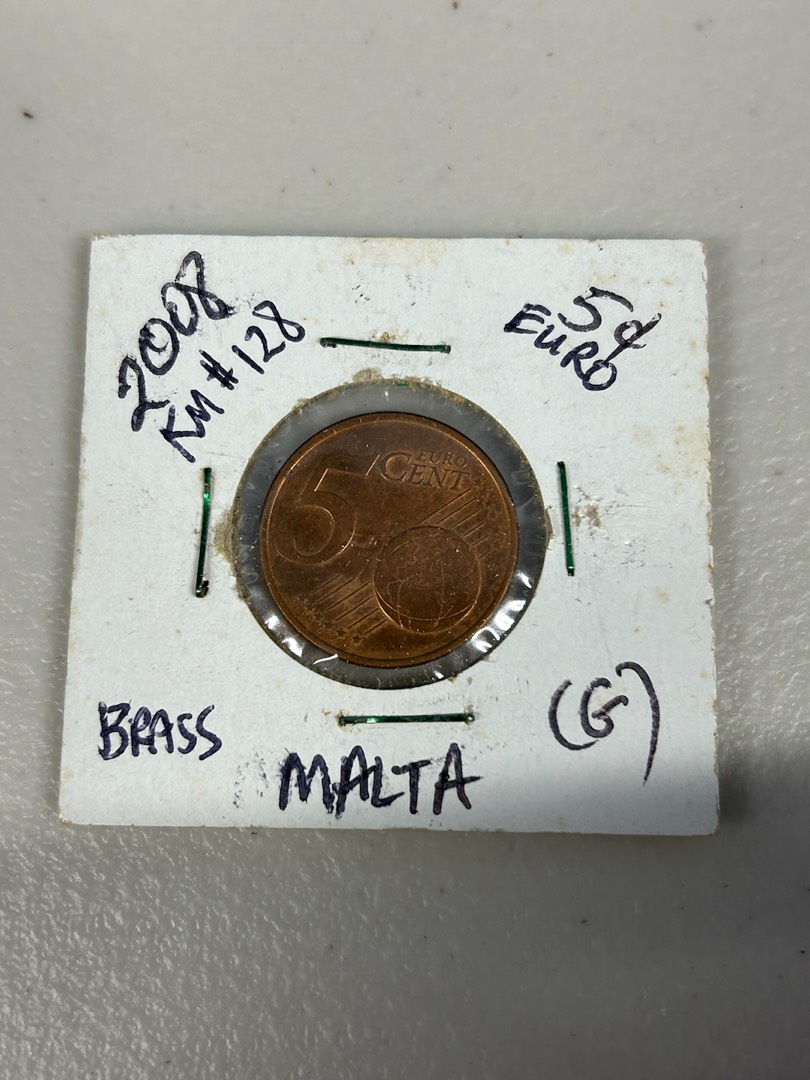 2008
KM#128
5¢
EURO
5
EURO
CENT
BRASS
(G)
MALTA